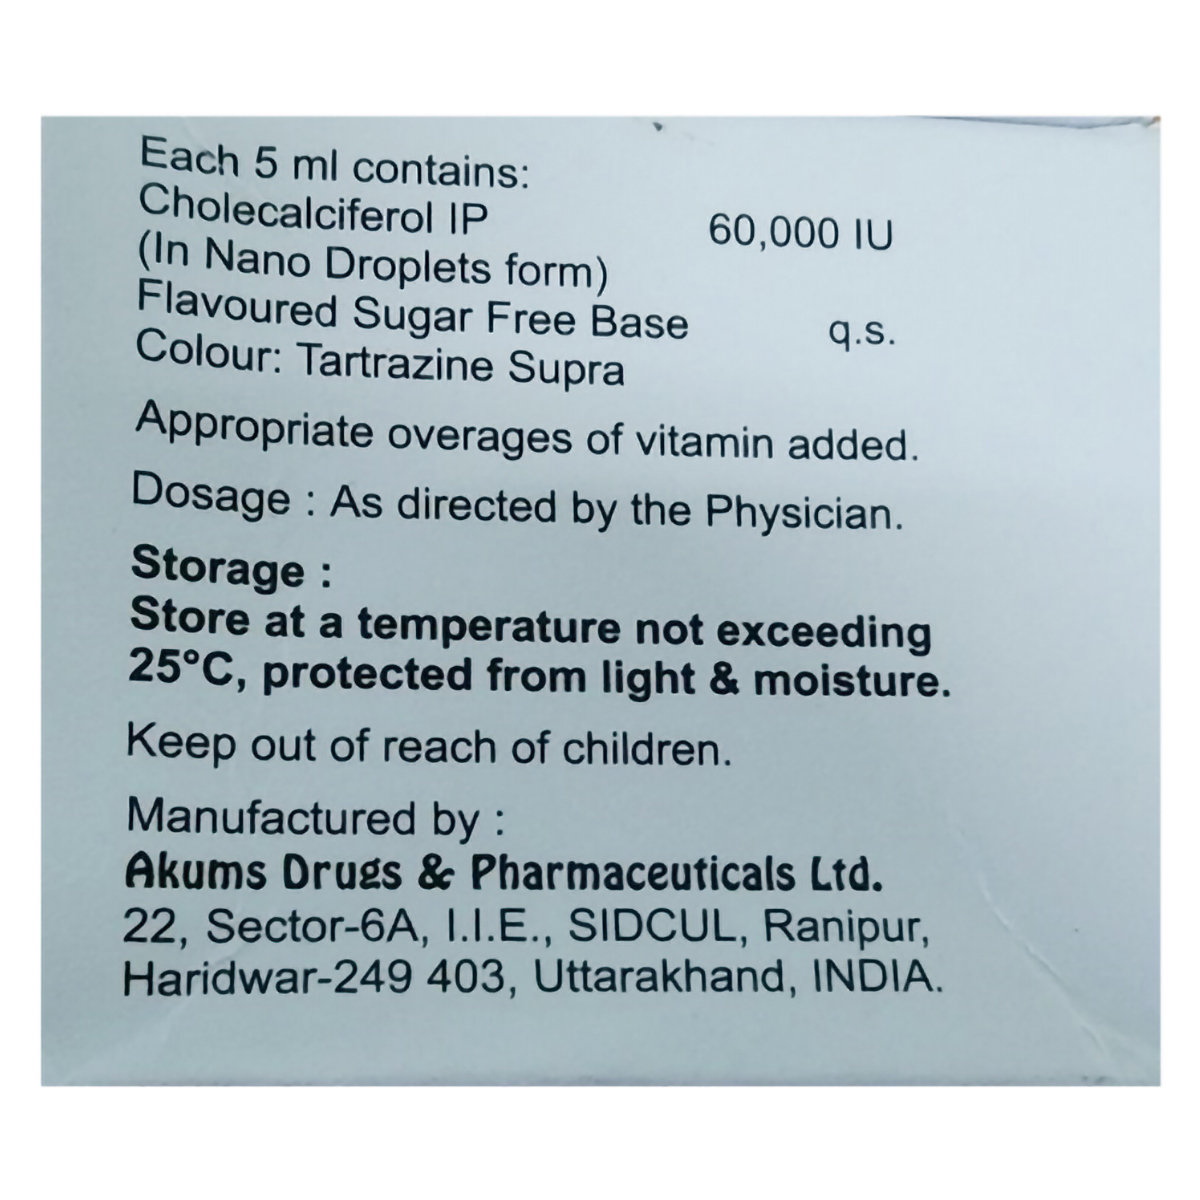 Each 5 ml contains:
Cholecalciferol IP 60,000 IU
(In Nano Droplets form)
Flavoured Sugar Free Base q.s.
Colour: Tartrazine Supra
Appropriate overages of vitamin added.
Dosage : As directed by the Physician.
Storage :
Store at a temperature not exceeding
25°C, protected from light & moisture.
Keep out of reach of children.
Manufactured by :
Akums Drugs & Pharmaceuticals Ltd.
22, Sector-6A, I.I.E., SIDCUL, Ranipur,
Haridwar-249 403, Uttarakhand, INDIA.